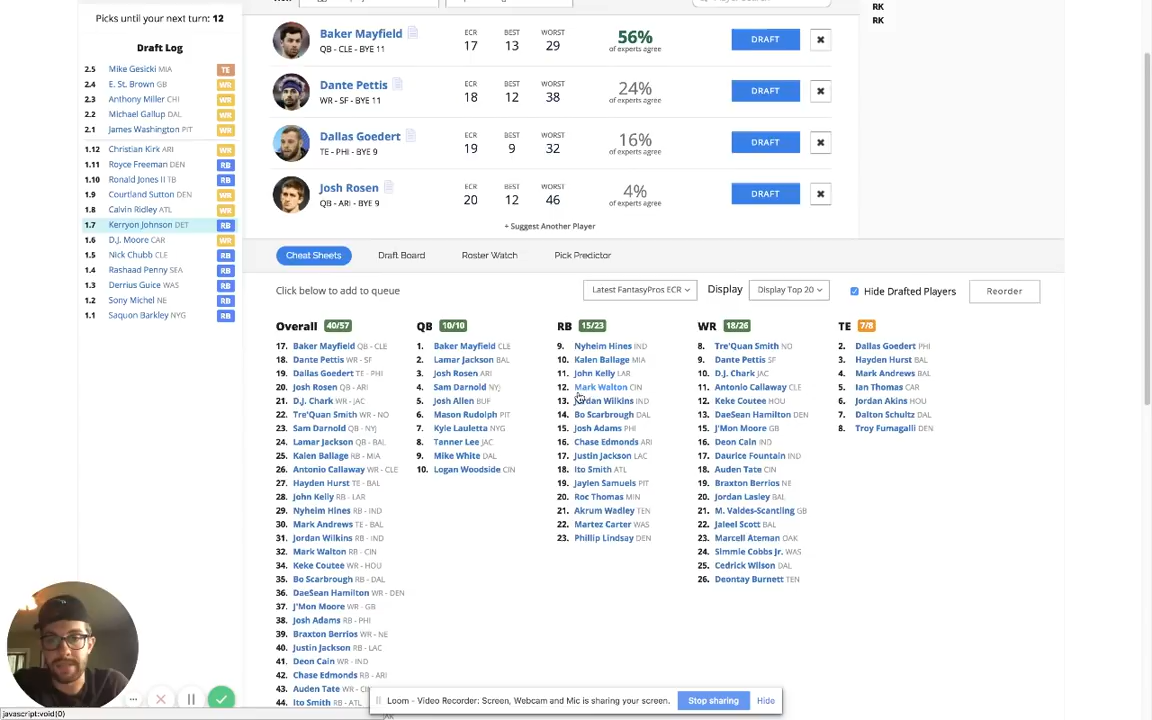 Picks until your next turn: 12
Draft Log
2.5 Mike Gesicki MIA TE
2.4 E. St. Brown GB WR
2.3 Anthony Miller CHI WR
2.2 Michael Gallup DAL WR
2.1 James Washington PIT WR
1.12 Christian Kirk ARI WR
1.11 Royce Freeman DEN RB
1.10 Ronald Jones II TB RB
1.9 Courtland Sutton DEN WR
1.8 Calvin Ridley ATL WR
1.7 Kerryon Johnson DET RB
1.6 D.J. Moore CAR WR
1.5 Nick Chubb CLE RB
1.4 Rashaad Penny SEA RB
1.3 Derrius Guice WAS RB
1.2 Sony Michel NE RB
1.1 Saquon Barkley NYG RB
RK
RK
Baker Mayfield
QB - CLE - BYE 11
ECR BEST WORST
17 13 29
56%
of experts agree
DRAFT
Dante Pettis
WR - SF - BYE 11
ECR BEST WORST
18 12 38
24%
of experts agree
DRAFT
Dallas Goedert
TE - PHI - BYE 9
ECR BEST WORST
19 9 32
16%
of experts agree
DRAFT
Josh Rosen
QB - ARI - BYE 9
ECR BEST WORST
20 12 46
4%
of experts agree
DRAFT
+ Suggest Another Player
Cheat Sheets Draft Board Roster Watch Pick Predictor
Click below to add to queue
Latest FantasyPros ECR Display Display Top 20 Hide Drafted Players Reorder
Overall 40/57
17. Baker Mayfield QB - CLE
18. Dante Pettis WR - SF
19. Dallas Goedert TE - PHI
20. Josh Rosen QB - ARI
21. D.J. Chark WR - JAC
22. Tre'Quan Smith WR - NO
23. Sam Darnold QB - NYJ
24. Lamar Jackson QB - BAL
25. Kalen Ballage RB - MIA
26. Antonio Callaway WR - CLE
27. Hayden Hurst TE - BAL
28. John Kelly RB - LAR
29. Nyheim Hines RB - IND
30. Mark Andrews TE - BAL
31. Jordan Wilkins RB - IND
32. Mark Walton RB - CIN
34. Keke Coutee WR - HOU
35. Bo Scarbrough RB - DAL
36. DaeSean Hamilton WR - DEN
37. J'Mon Moore WR - GB
38. Josh Adams RB - PHI
39. Braxton Berrios WR - NE
40. Justin Jackson RB - LAC
41. Deon Cain WR - IND
42. Chase Edmonds RB - ARI
43. Auden Tate WR - CIN
44. Ito Smith RB - ATL
QB 10/10
1. Baker Mayfield CLE
2. Lamar Jackson BAL
3. Josh Rosen ARI
4. Sam Darnold NYJ
5. Josh Allen BUF
6. Mason Rudolph PIT
7. Kyle Lauletta NYG
8. Tanner Lee JAC
9. Mike White DAL
10. Logan Woodside CIN
RB 15/23
9. Nyheim Hines IND
10. Kalen Ballage MIA
11. John Kelly LAR
12. Mark Walton CIN
13. Jordan Wilkins IND
14. Bo Scarbrough DAL
15. Josh Adams PHI
16. Chase Edmonds ARI
17. Justin Jackson LAC
18. Ito Smith ATL
19. Jaylen Samuels PIT
20. Roc Thomas MIN
21. Akrum Wadley TEN
22. Martez Carter WAS
23. Phillip Lindsay DEN
WR 18/26
8. Tre'Quan Smith NO
9. Dante Pettis SF
10. D.J. Chark JAC
11. Antonio Callaway CLE
12. Keke Coutee HOU
13. DaeSean Hamilton DEN
15. J'Mon Moore GB
16. Deon Cain IND
17. Daurice Fountain IND
18. Auden Tate CIN
19. Braxton Berrios NE
20. Jordan Lasley BAL
21. M. Valdes-Scantling GB
22. Jaleel Scott BAL
23. Marcell Ateman OAK
24. Simmie Cobbs Jr. WAS
25. Cedrick Wilson DAL
26. Deontay Burnett TEN
TE 7/8
2. Dallas Goedert PHI
3. Hayden Hurst BAL
4. Mark Andrews BAL
5. Ian Thomas CAR
6. Jordan Akins HOU
7. Dalton Schultz DAL
8. Troy Fumagalli DEN
Loom - Video Recorder: Screen, Webcam and Mic is sharing your screen. Stop sharing Hide
javascript:void(0)